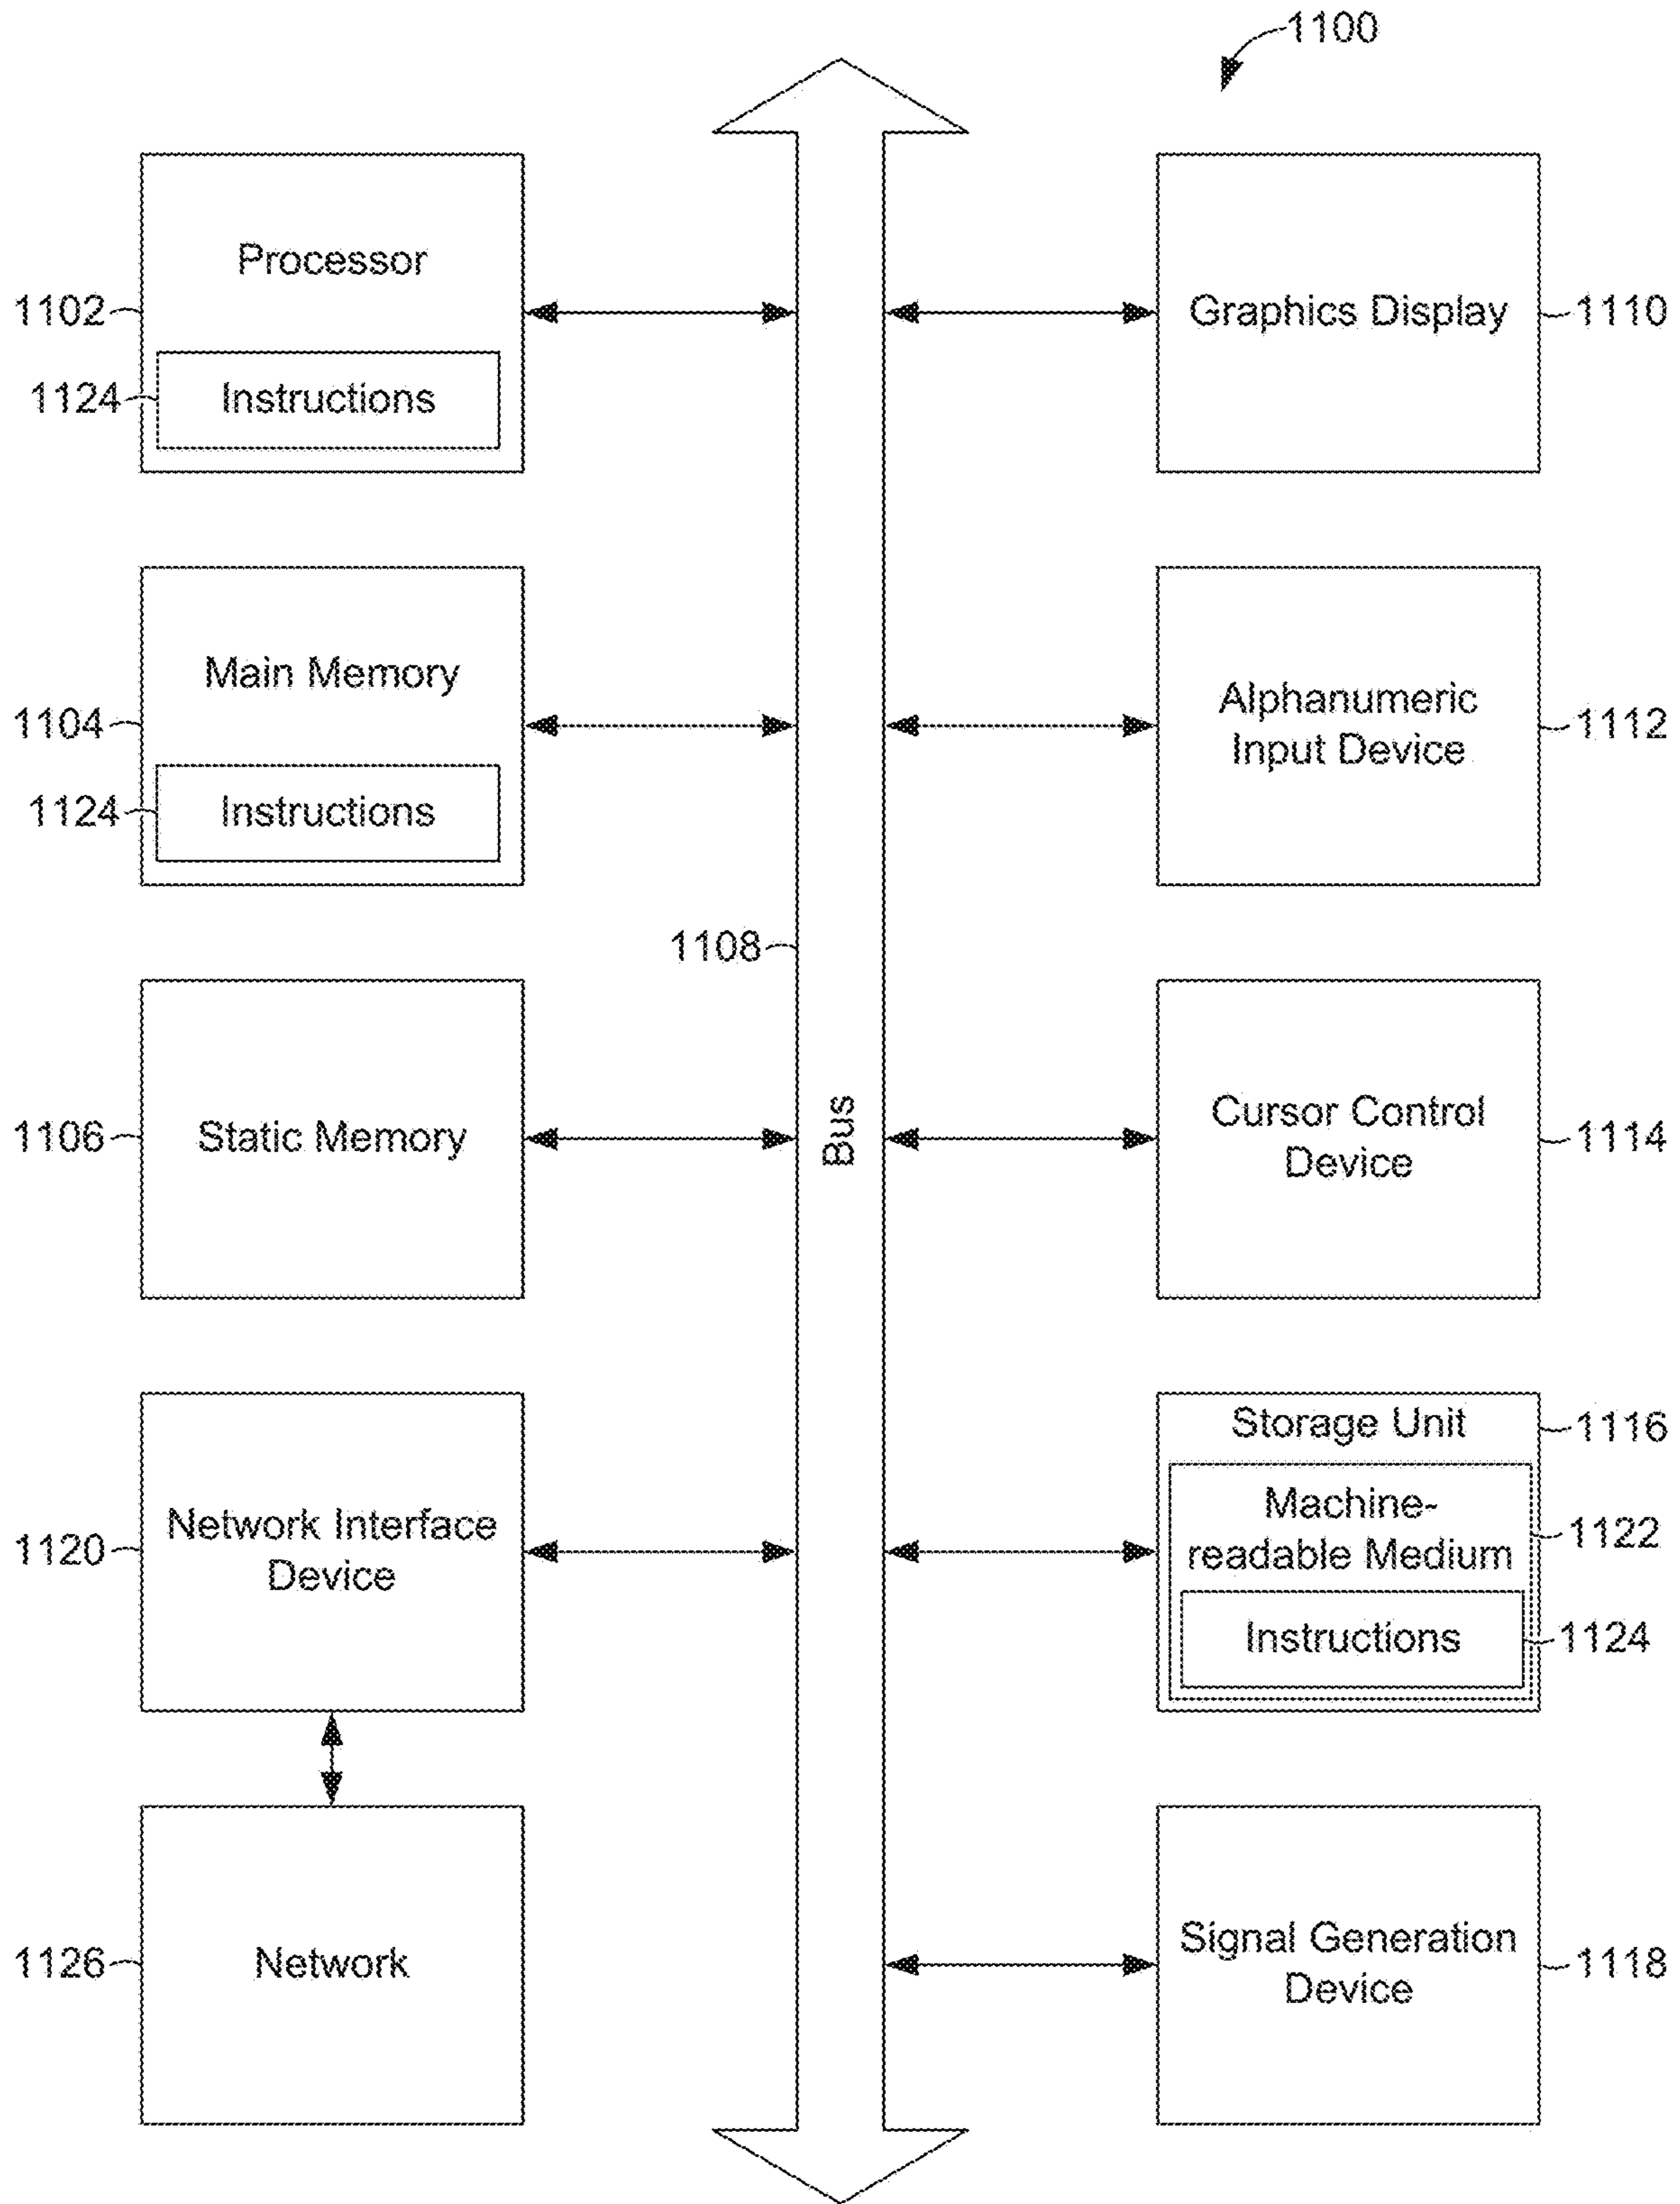 1100
Processor
1102
1124
Instructions
Graphics Display
1110
Main Memory
1104
1124
Instructions
Alphanumeric
Input Device
1112
1108
Bus
Static Memory
1106
Cursor Control
Device
1114
Network Interface
Device
1120
Storage Unit
1116
Machine-
readable Medium
1122
Instructions
1124
Network
1126
Signal Generation
Device
1118